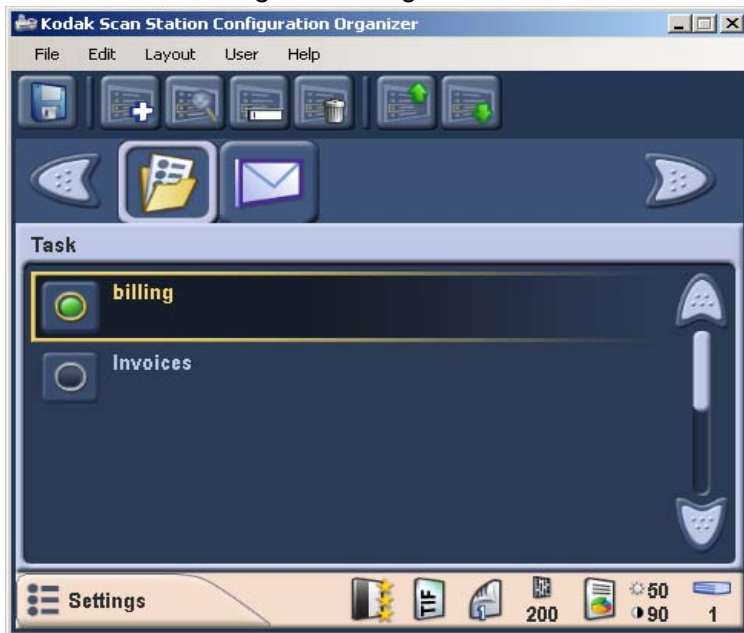 Kodak Scan Station Configuration Organizer
File Edit Layout User Help
Task
billing
Invoices
Settings
TIF
1
200
50
90
1